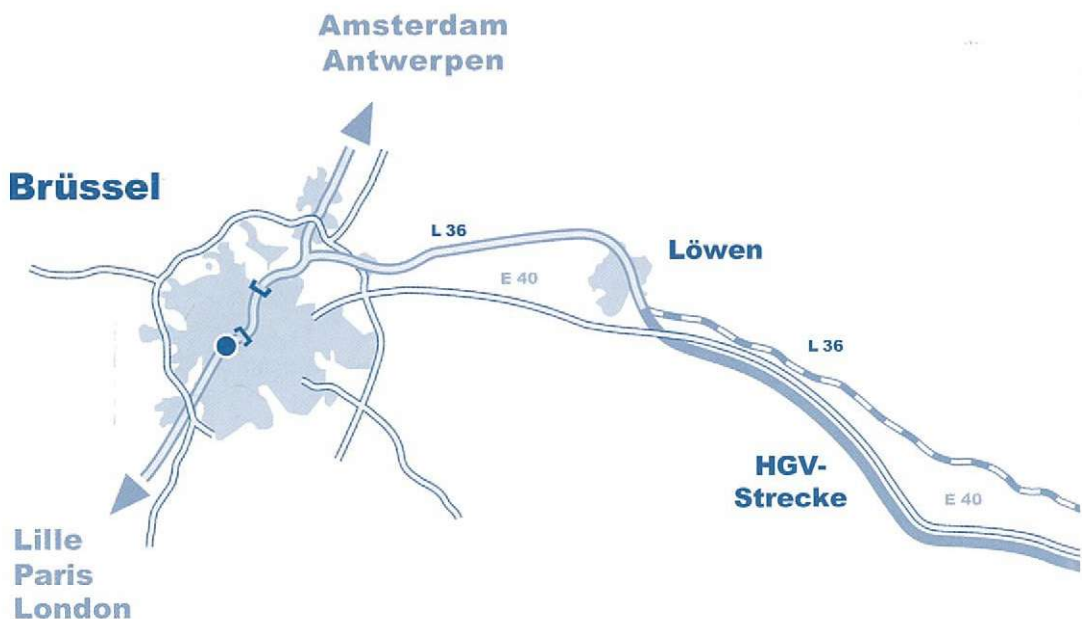 Amsterdam
Antwerpen
Brüssel
L 36
Löwen
E 40
L 36
HGV-
Strecke
E 40
Lille
Paris
London